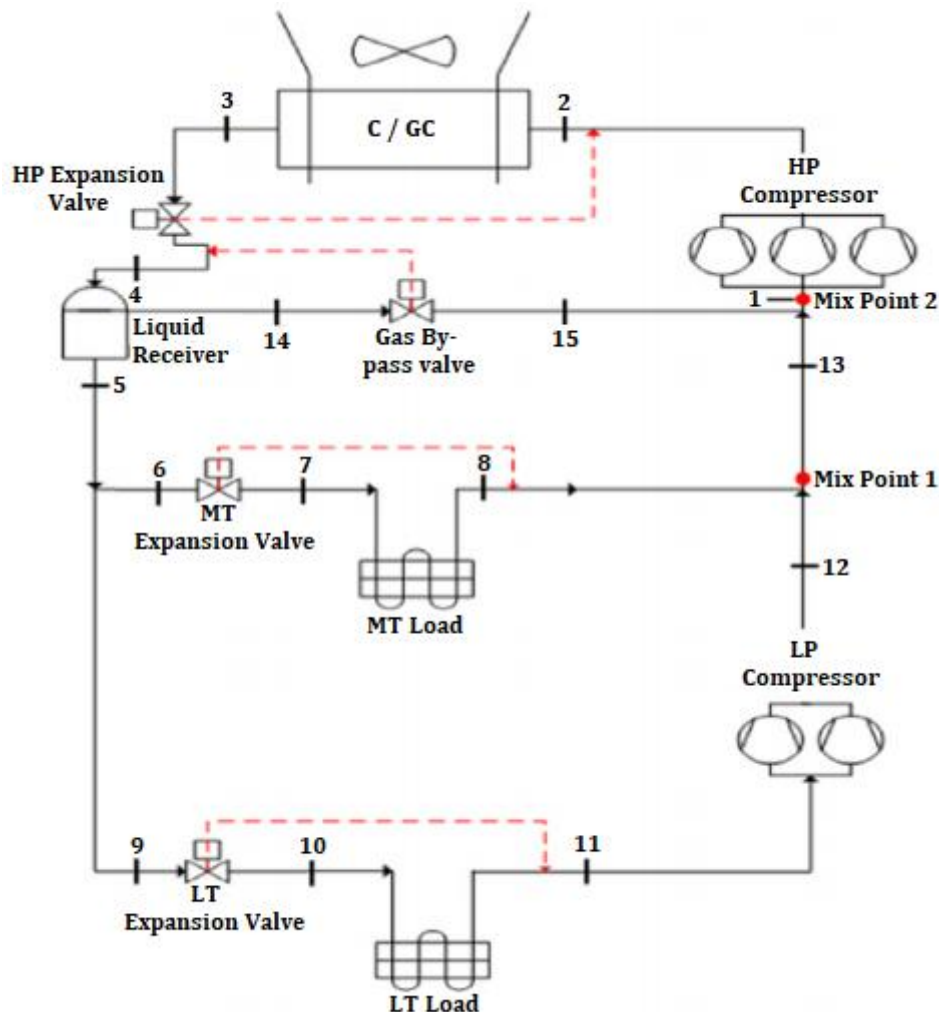 3
2
C / GC
HP Expansion
Valve
HP
Compressor
4
1
Mix Point 2
Liquid
Receiver
14
Gas By-
pass valve
15
13
5
6
7
8
Mix Point 1
MT
Expansion Valve
12
MT Load
LP
Compressor
9
10
11
LT
Expansion Valve
LT Load